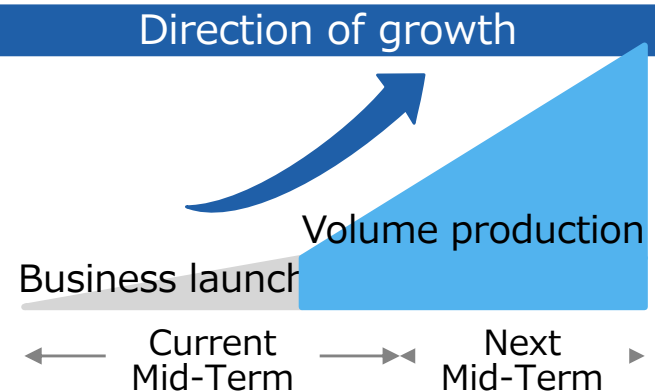 Direction of growth
Volume production
Business launch
Current
Mid-Term
Next
Mid-Term